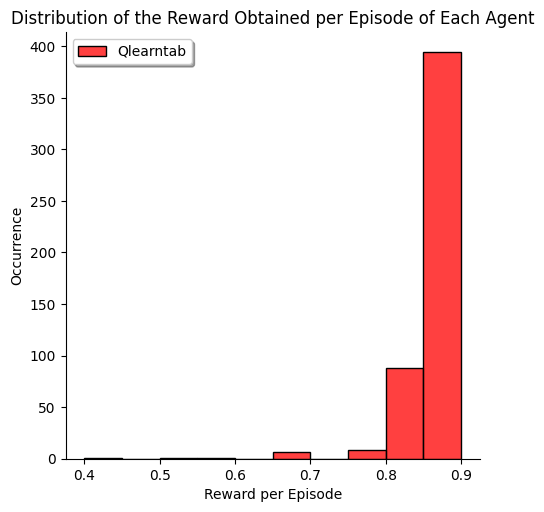 Distribution of the Reward Obtained per Episode of Each Agent
Qlearntab
400
350
300
250
200
150
100
50
0
Occurrence
0.4 0.5 0.6 0.7 0.8 0.9
Reward per Episode